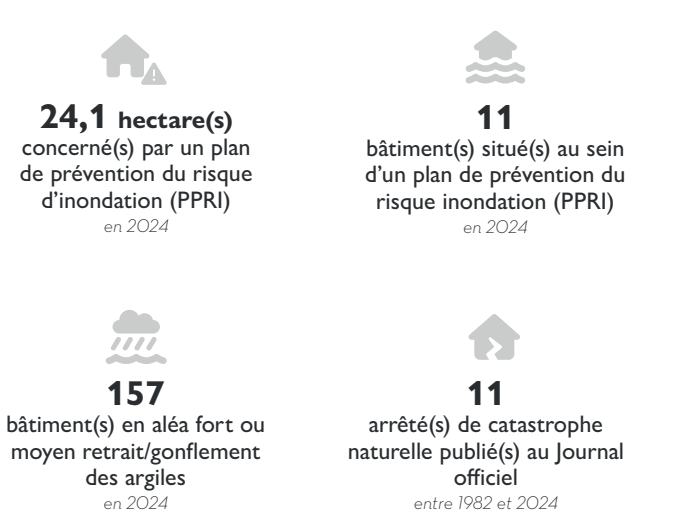 24,1 hectare(s)
concerné(s) par un plan
de prévention du risque
d’inondation (PPRI)
en 2024
11
bâtiment(s) situé(s) au sein
d’un plan de prévention du
risque inondation (PPRI)
en 2024
157
bâtiment(s) en aléa fort ou
moyen retrait/gonflement
des argiles
en 2024
11
arrêté(s) de catastrophe
naturelle publié(s) au Journal
officiel
entre 1982 et 2024